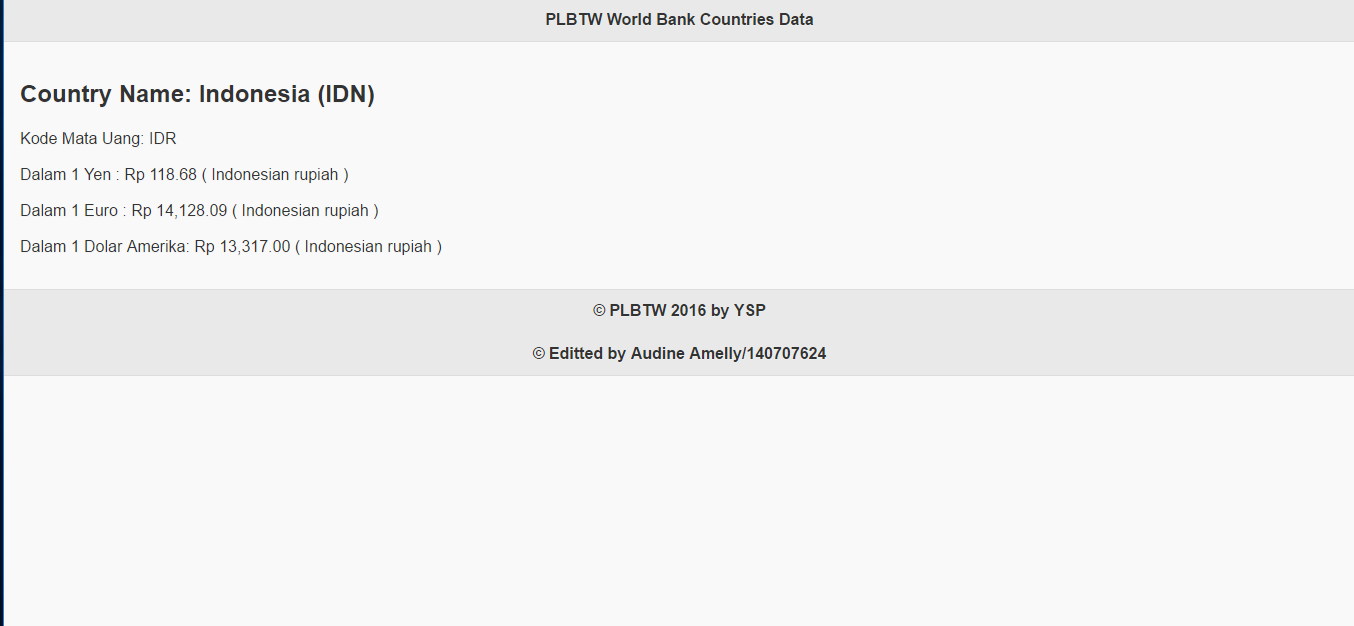 PLBTW World Bank Countries Data
Country Name: Indonesia (IDN)
Kode Mata Uang: IDR
Dalam 1 Yen : Rp 118.68 ( Indonesian rupiah )
Dalam 1 Euro : Rp 14,128.09 ( Indonesian rupiah )
Dalam 1 Dolar Amerika: Rp 13,317.00 ( Indonesian rupiah )
© PLBTW 2016 by YSP
© Editted by Audine Amelly/140707624